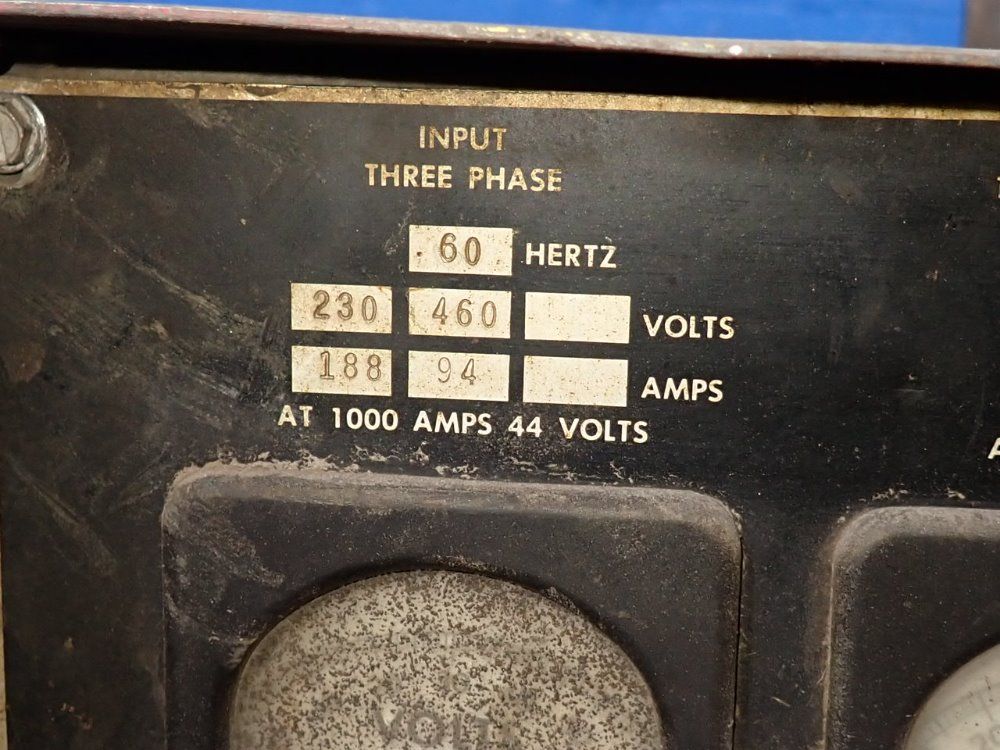 INPUT
THREE PHASE
60 HERTZ
230 460 VOLTS
188 94 AMPS
AT 1000 AMPS 44 VOLTS